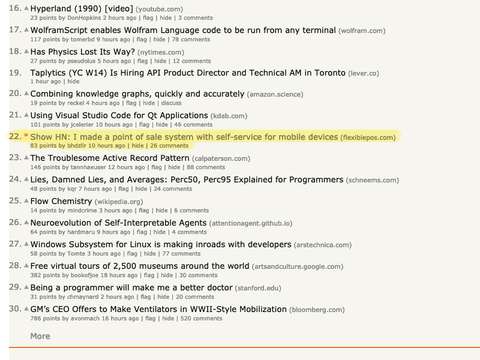 16. Hyperland (1990) [video] (youtube.com)
23 points by DonHopkins 3 hours ago | flag | hide | 3 comments
17. WolframScript enables Wolfram Language code to be run from any terminal (wolfram.com)
117 points by tomerbd 9 hours ago | flag | hide | 78 comments
18. Has Physics Lost Its Way? (nytimes.com)
27 points by pseudolus 5 hours ago | flag | hide | 12 comments
19. Taplytics (YC W14) Is Hiring API Product Director and Technical AM in Toronto (lever.co)
1 hour ago | hide
20. Combining knowledge graphs, quickly and accurately (amazon.science)
19 points by reckel 4 hours ago | flag | hide | discuss
21. Using Visual Studio Code for Qt Applications (kdab.com)
101 points by jcelerier 10 hours ago | flag | hide | 46 comments
22. Show HN: I made a point of sale system with self-service for mobile devices (flexiblepos.com)
83 points by bhdzllr 10 hours ago | hide | 26 comments
23. The Troublesome Active Record Pattern (calpaterson.com)
146 points by hours ago | flag | hide | 88 comments
24. Lies, Damned Lies, and Averages: Perc50, Perc95 Explained for Programmers (schneems.com)
48 points by hours ago | flag | hide | 24 comments
25. Flow Chemistry (wikipedia.org)
14 points by mindcrime 3 hours ago | flag | hide | 6 comments
26. Neuroevolution of Self-Interpretable Agents (attentionagent.github.io)
64 points by hardmaru 9 hours ago | flag | hide | 4 comments
27. Windows Subsystem for Linux is making inroads with developers (arstechnica.com)
58 points by Tomte 3 hours ago | flag | hide | 77 comments
28. Free virtual tours of 2,500 museums around the world (artsandculture.google.com)
382 points by bookofjoe 18 hours ago | flag | hide | 30 comments
29. Being a programmer will make me a better doctor (stanford.edu)
31 points by clmaynard 2 hours ago | flag | hide | 20 comments
30. GM's CEO Offers to Make Ventilators in WWII-Style Mobilization (bloomberg.com)
786 points by avonmach 16 hours ago | flag | hide | 520 comments
More